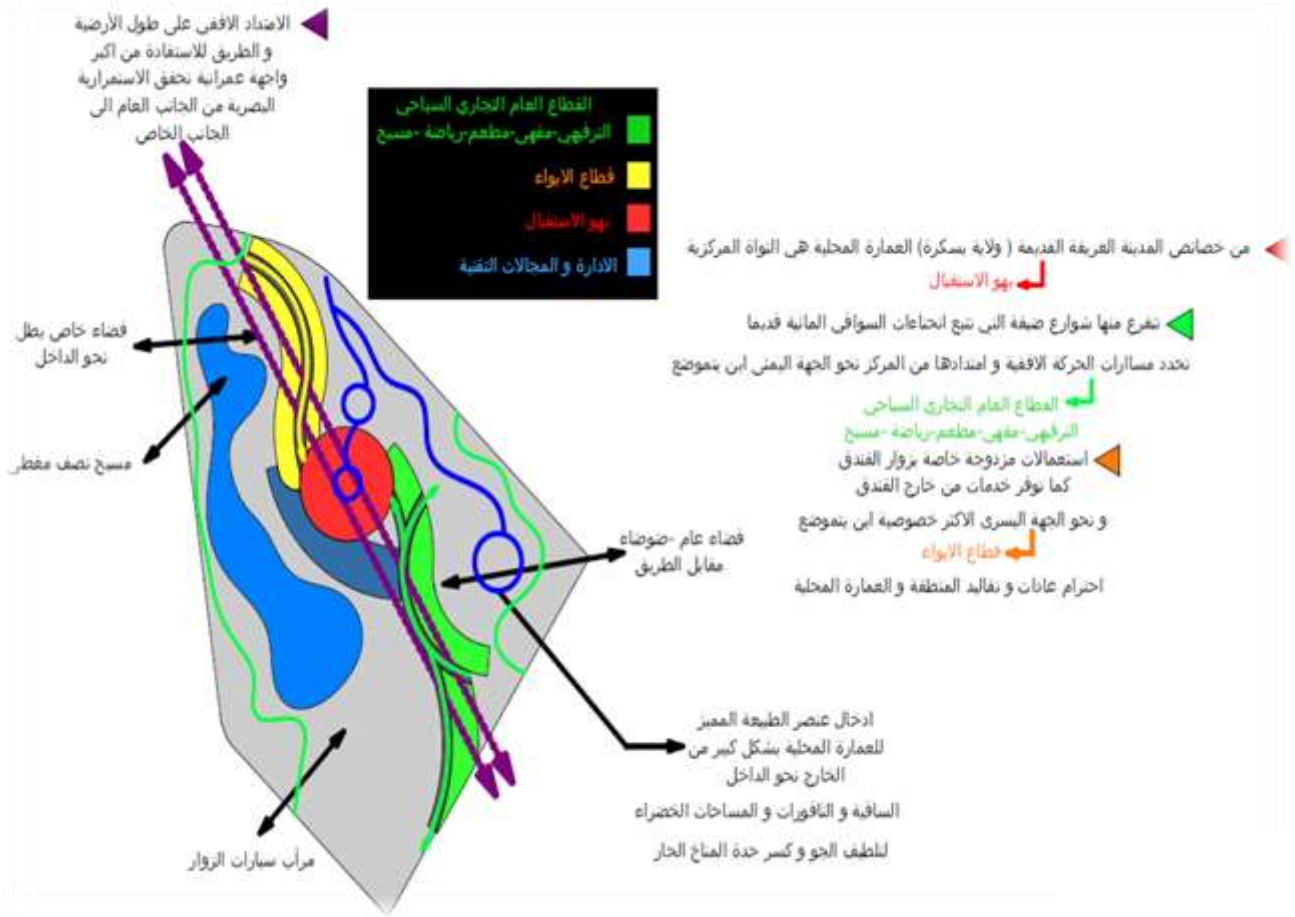 الامتداد الافقي على طول الأرضية
و الطريق للاستفادة من اكبر
واجهة عمرانية تحقق الاستمرارية
البصرية من الجانب العام الى
الجانب الخاص
القطاع العام التجاري السياحي
الترفيهي-مقهى-مطعم-رياضة -مسبح
قطاع الايواء
بهو الاستقبال
الادارة و المجالات التقنية
من خصائص المدينة العريقة القديمة ( ولاية بسكرة) العمارة المحلية هي النواة المركزية
بهو الاستقبال
تتفرع منها شوارع ضيقة التي تتبع انحناءات السواقي المائية قديما
تحدد مساارات الحركة الافقية و امتدادها من المركز نحو الجهة اليمنى اين يتموضع
القطاع العام التجاري السياحي
الترفيهي-مقهى-مطعم-رياضة -مسبح
استعمالات مزدوجة خاصة بزوار الفندق
كما توفر خدمات من خارج الفندق
و نحو الجهة اليسرى الاكثر خصوصية اين يتموضع
قطاع الايواء
احترام عادات و تقاليد المنطقة و العمارة المحلية
فضاء خاص يطل
نحو الداخل
مسبح نصف مغطى
فضاء عام -ضوضاء
مقابل الطريق
ادخال عنصر الطبيعة المميز
للعمارة المحلية بشكل كبير من
الخارج نحو الداخل
الساقية و النافورات و المساحات الخضراء
لتلطيف الجو و كسر حدة المناخ الحار
مرآب سيارات الزوار